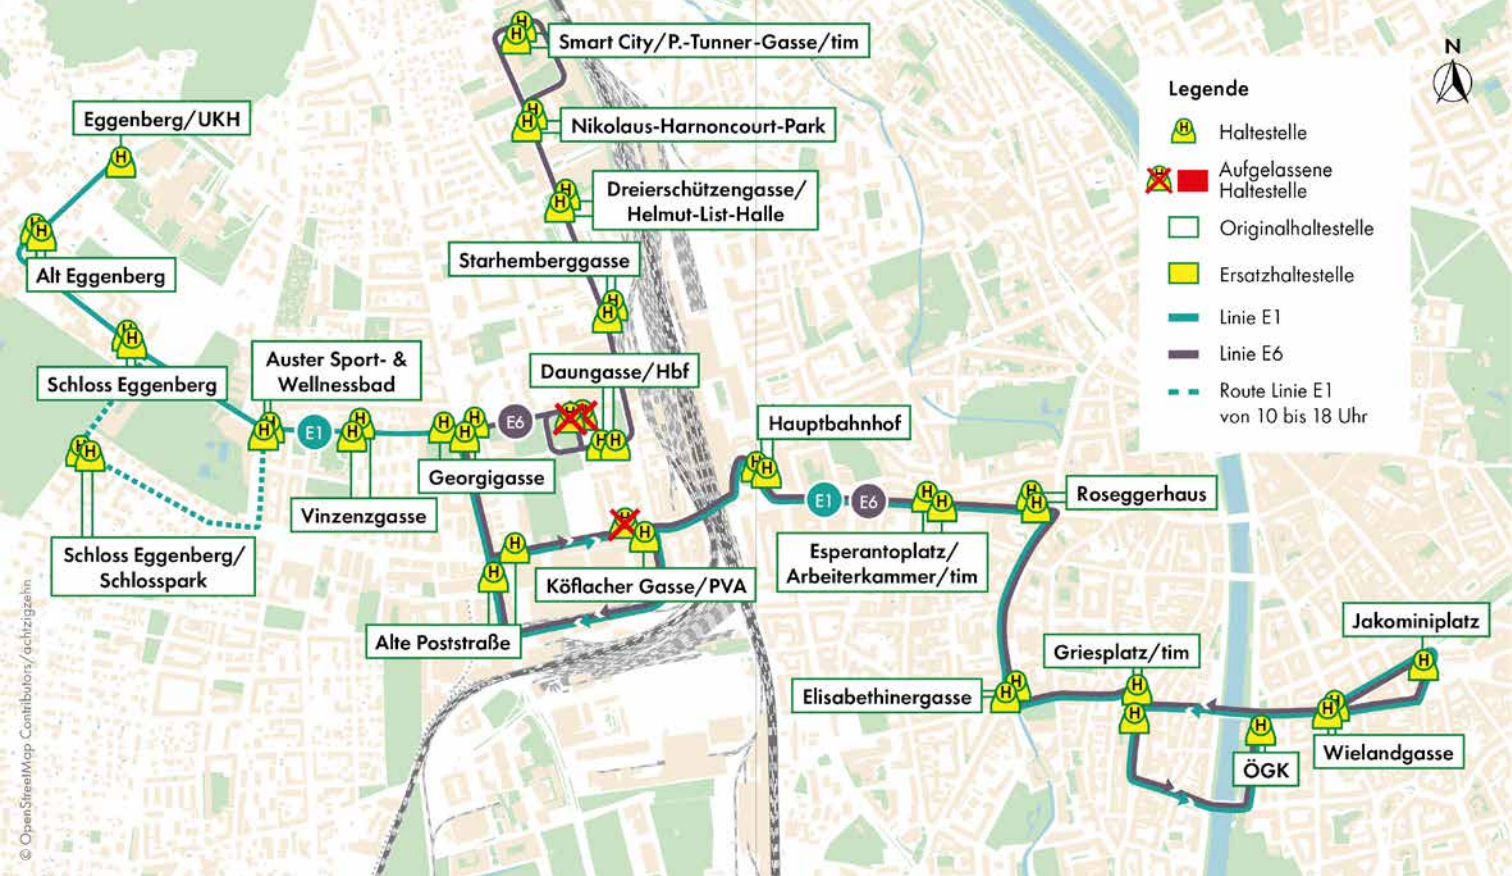 Smart City/P.-Tunner-Gasse/tim
N
Legende
H
Haltestelle
H
Aufgelassene
Haltestelle
Originalhaltestelle
Ersatzhaltestelle
Linie E1
Linie E6
Route Linie E1
von 10 bis 18 Uhr
Eggenberg/UKH
Nikolaus-Harnoncourt-Park
Dreierschützengasse/
Helmut-List-Halle
Starhemberggasse
Alt Eggenberg
Schloss Eggenberg
Auster Sport- &
Wellnessbad
Daungasse/Hbf
E1
E6
Hauptbahnhof
Georgigasse
Vinzenzgasse
E1
E6
Roseggerhaus
Schloss Eggenberg/
Schlosspark
Esperantoplatz/
Arbeiterkammer/tim
Köflacher Gasse/PVA
Alte Poststraße
Jakominiplatz
Griesplatz/tim
Elisabethinergasse
Wielandgasse
ÖGK
© OpenStreetMap Contributors/achtzigzehn